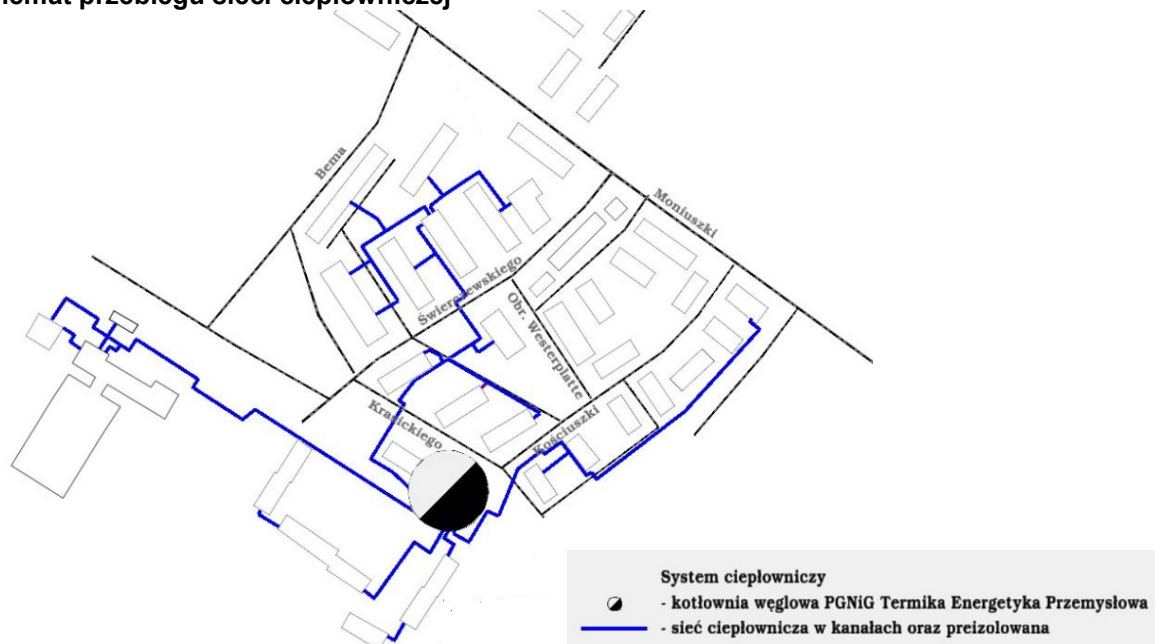 przebiegu sieci ciepłowniczej
Bema
Moniuszki
Świerczewskiego
Obr. Westerplatte
Krasickiego
Kościuszki
System ciepłowniczy
- kotłownia węglowa PGNiG Termika Energetyka Przemysłowa
- sieć ciepłownicza w kanałach oraz preizolowana